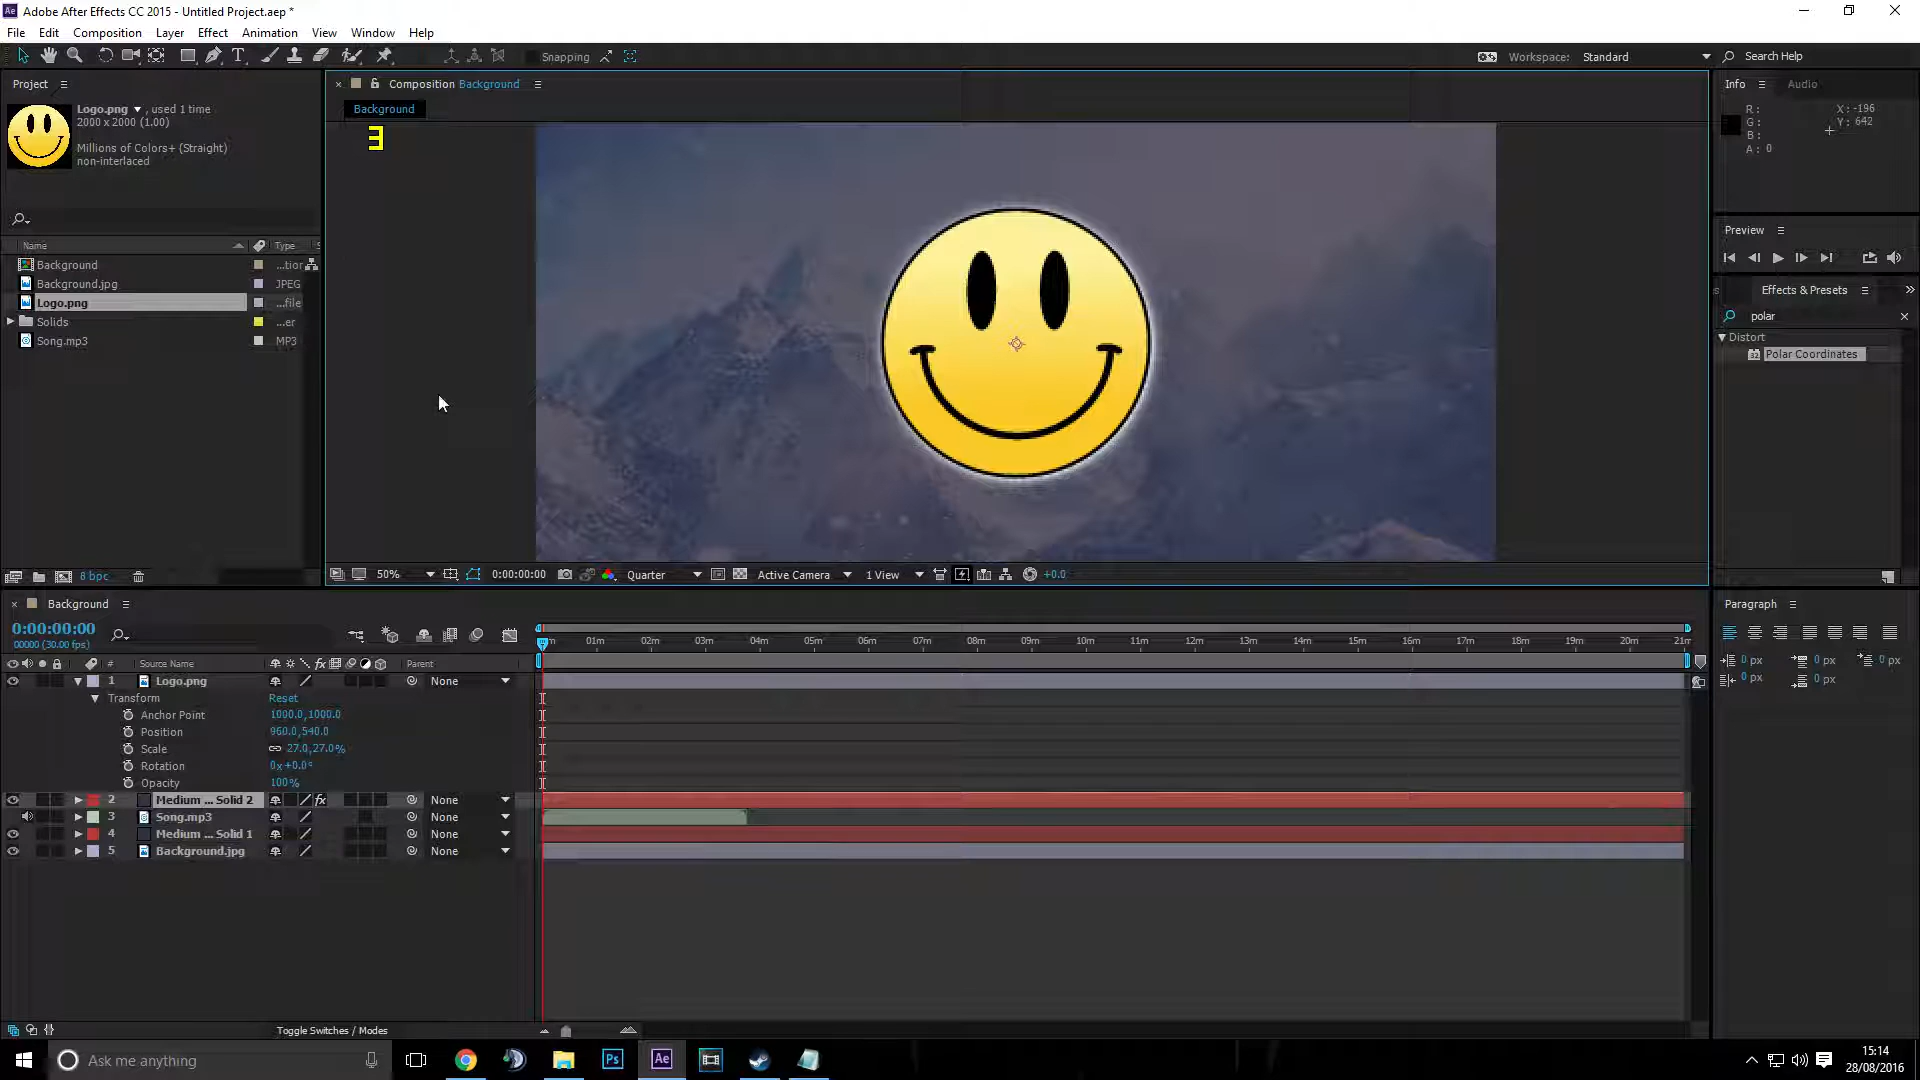 Adobe After Effects CC 2015 - Untitled Project.aep *
File Edit Composition Layer Effect Animation View Window Help
Snapping
Workspace: Standard
Search Help
Project
Logo.png , used 1 time
2000 x 2000 (1.00)
Millions of Colors+ (Straight)
non-interlaced
Name Type S
Background ...tior
Background.jpg JPEG
Logo.png ...file
Solids ...er
Song.mp3 MP3
8 bpc
Composition Background
Background
3
50% 0:00:00:00 Quarter Active Camera 1 View +0.0
Info Audio
R: X: -196
G: Y: 642
B:
A: 0
Preview
Effects & Presets
polar
Distort
32 Polar Coordinates
Background
0:00:00:00
00000 (30.00 fps)
01m 02m 03m 04m 05m 06m 07m 08m 09m 10m 11m 12m 13m 14m 15m 16m 17m 18m 19m 20m 21m
# Source Name fx Parent
1 Logo.png None
Transform Reset
Anchor Point 1000.0,1000.0
Position 960.0,540.0
Scale 27.0,27.0%
Rotation 0x+0.0°
Opacity 100%
2 Medium ... Solid 2 fx None
3 Song.mp3 None
4 Medium ... Solid 1 None
5 Background.jpg None
Toggle Switches / Modes
Paragraph
0 px 0 px 0 px
0 px 0 px
Ask me anything
Ps
Ae
15:14
28/08/2016